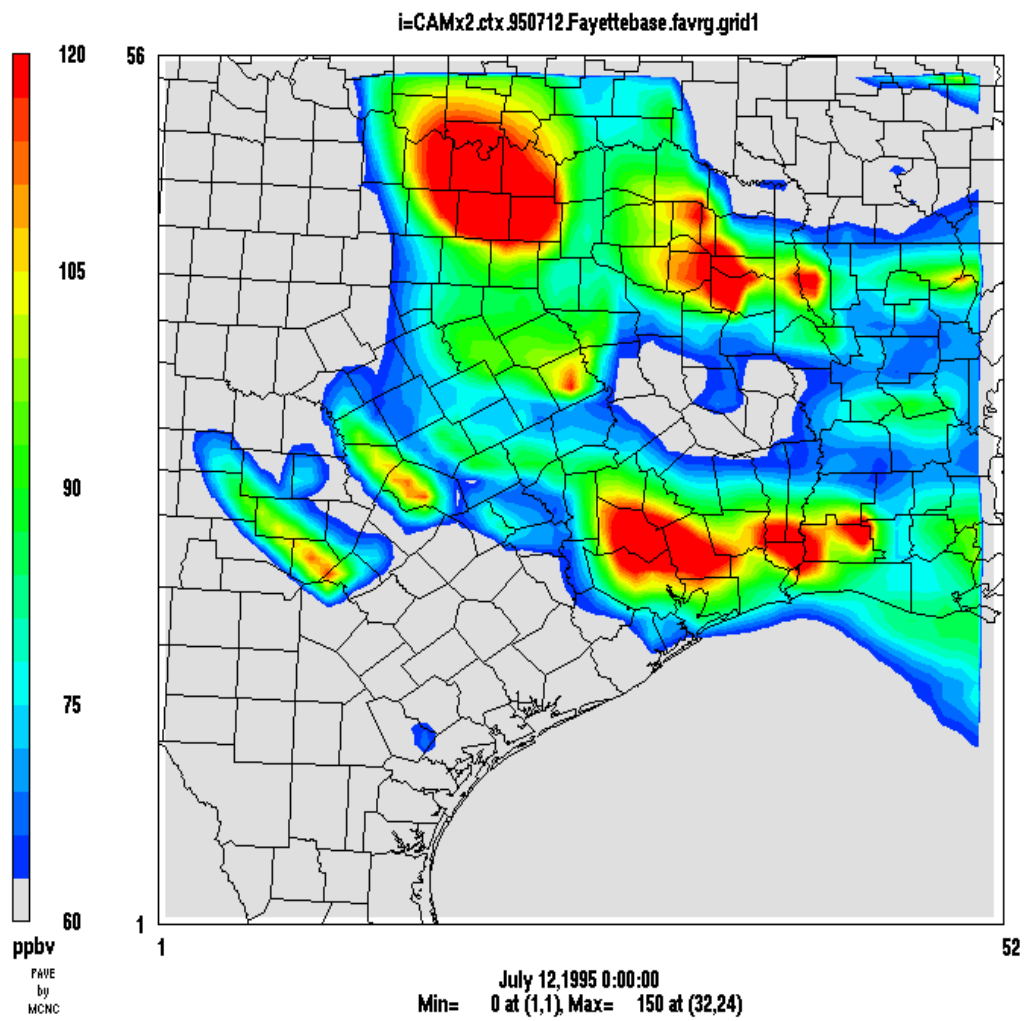 i=CAMx2.ctx.950712.Fayettebase.favrg.grid1
120
105
90
75
60
ppbv
PAVE
by
MCNC
56
1
1
52
July 12,1995 0:00:00
Min= 0 at (1,1), Max= 150 at (32,24)